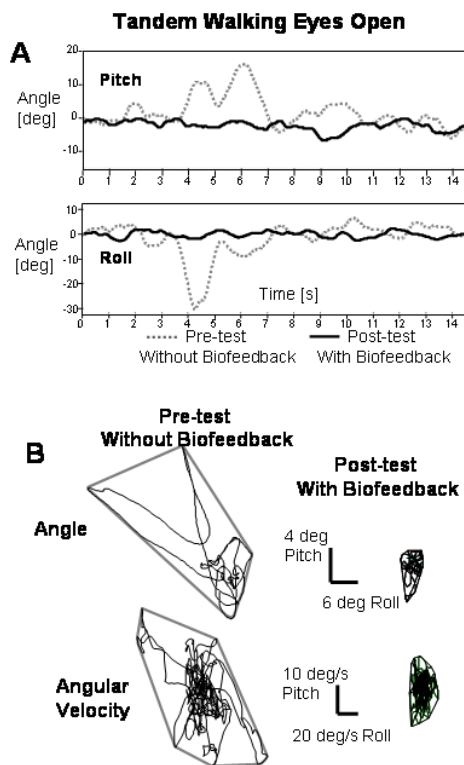 Tandem Walking Eyes Open
A
Pitch
Angle
[deg]
20
10
0
-10
0 1 2 3 4 5 6 7 8 9 10 11 12 13 14
Angle
[deg]
10
0
-10
-20
-30
Roll
Time [s]
0 1 2 3 4 5 6 7 8 9 10 11 12 13 14
Pre-test
Without Biofeedback
Post-test
With Biofeedback
B
Pre-test
Without Biofeedback
Post-test
With Biofeedback
Angle
4 deg
Pitch
6 deg Roll
Angular
Velocity
10 deg/s
Pitch
20 deg/s Roll